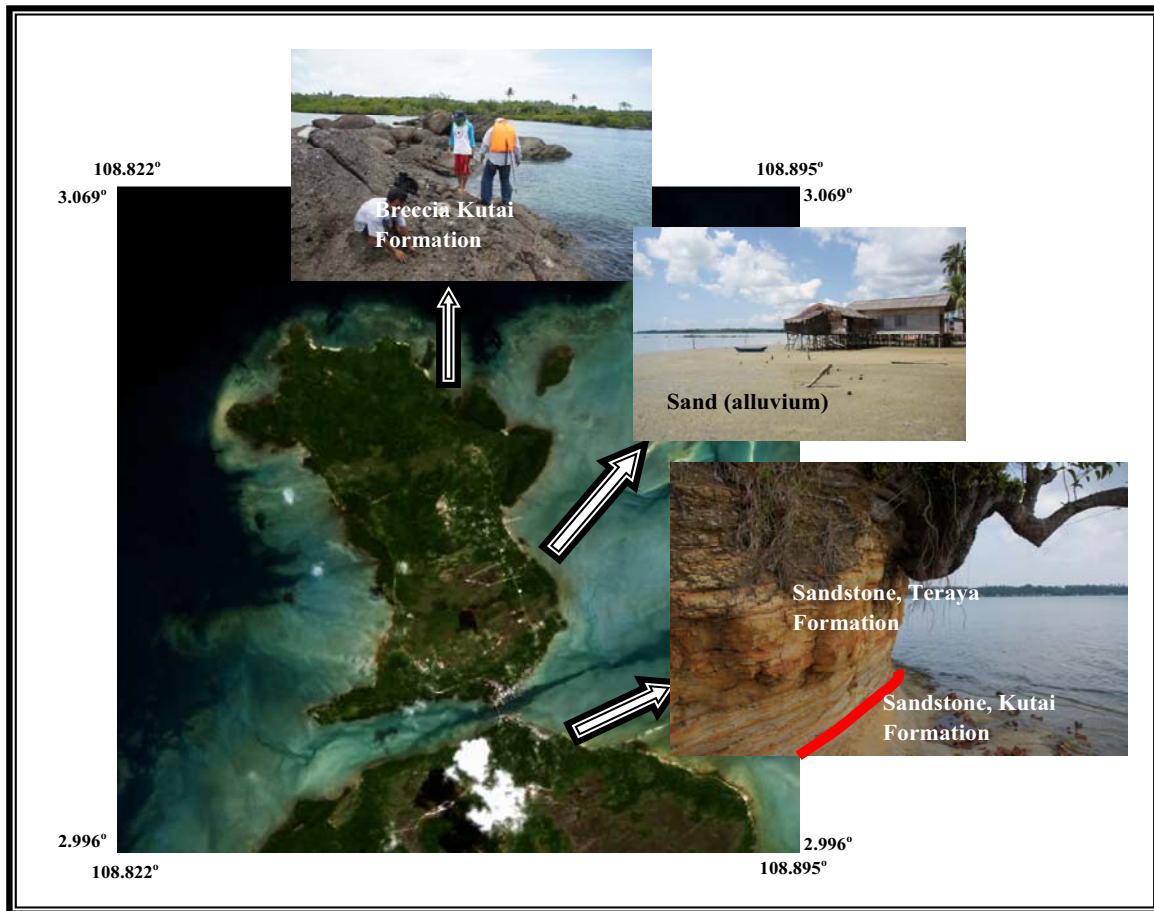 108.822°
108.895°
3.069°
3.069°
Breccia Kutai
Formation
Sand (alluvium)
Sandstone, Teraya
Formation
Sandstone, Kutai
Formation
2.996°
2.996°
108.822°
108.895°